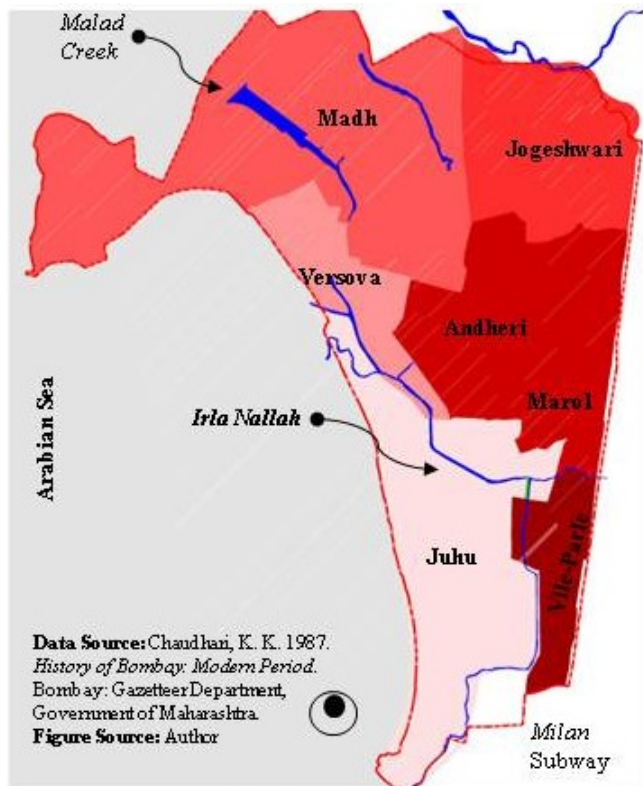 Malad
Creek
Madh
Jogeshwari
Versova
Andheri
Marol
Arabian Sea
Irla Nallah
Juhu
Vile-Parle
Data Source: Chaudhari, K. K. 1987.
History of Bombay: Modern Period.
Bombay: Gazetteer Department,
Government of Maharashtra
Figure Source: Author
Milan
Subway